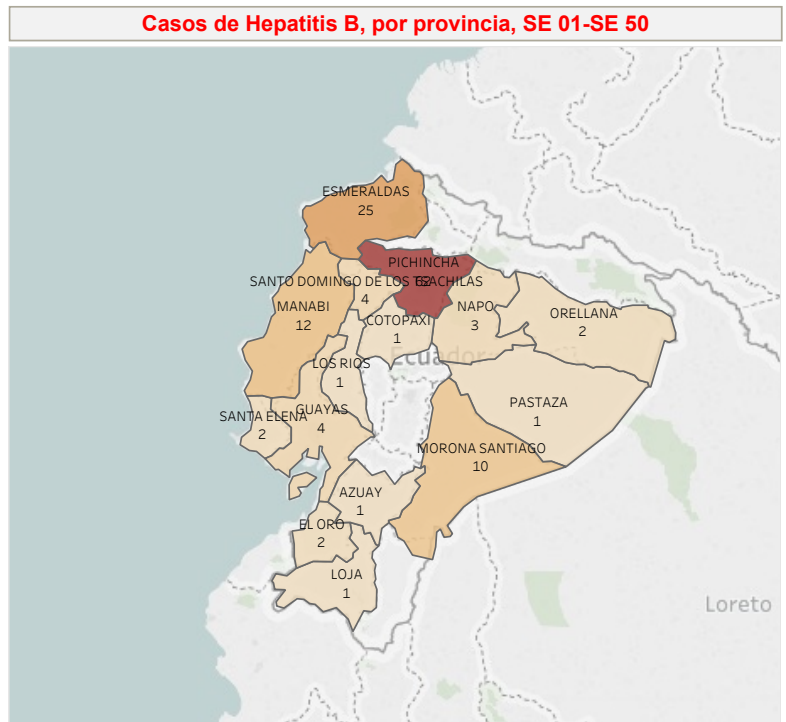 Casos de Hepatitis B, por provincia, SE 01-SE 50
ESMERALDAS
25
PICHINCHA
62
SANTO DOMINGO DE LOS TSACHILAS
4
MANABI
12
NAPO
3
ORELLANA
2
COTOPAXI
1
Ecuador
LOS RIOS
1
PASTAZA
1
GUAYAS
4
SANTA ELENA
2
MORONA SANTIAGO
10
AZUAY
1
EL ORO
2
LOJA
1
Loreto